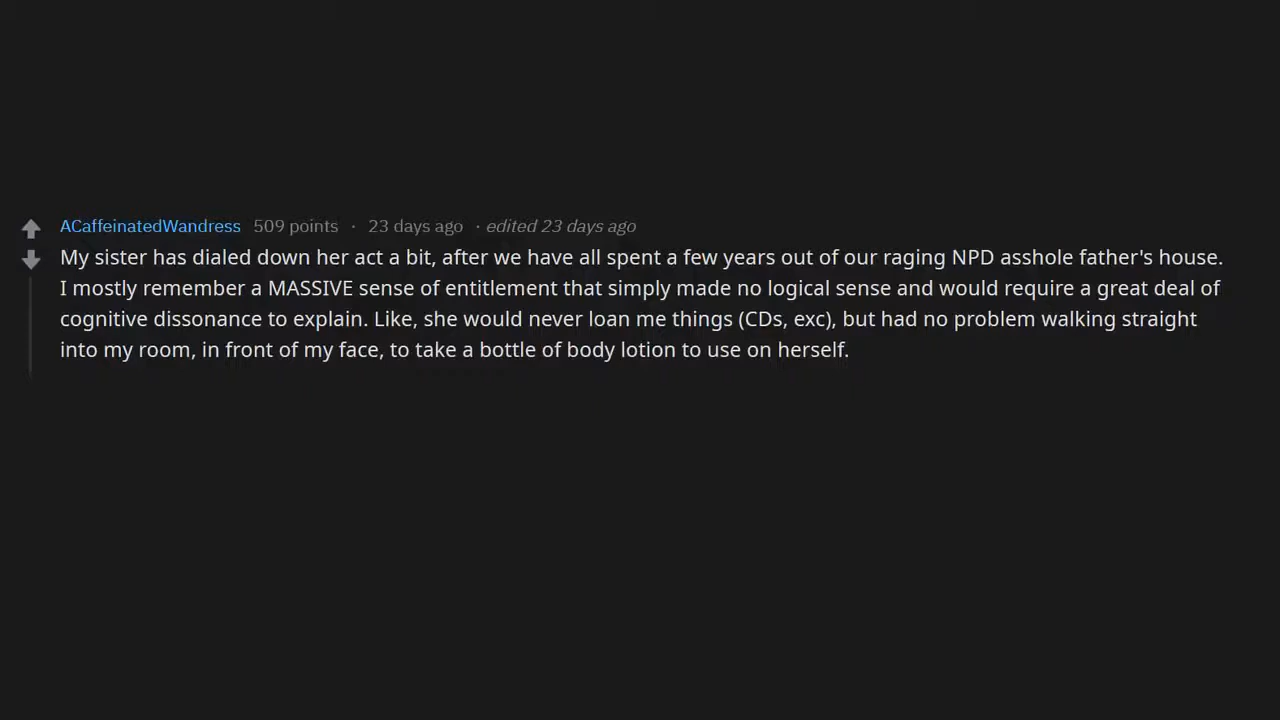 ACaffeinatedWandress 509 points · 23 days ago · edited 23 days ago
My sister has dialed down her act a bit, after we have all spent a few years out of our raging NPD asshole father's house.
I mostly remember a MASSIVE sense of entitlement that simply made no logical sense and would require a great deal of
cognitive dissonance to explain. Like, she would never loan me things (CDs, exc), but had no problem walking straight
into my room, in front of my face, to take a bottle of body lotion to use on herself.